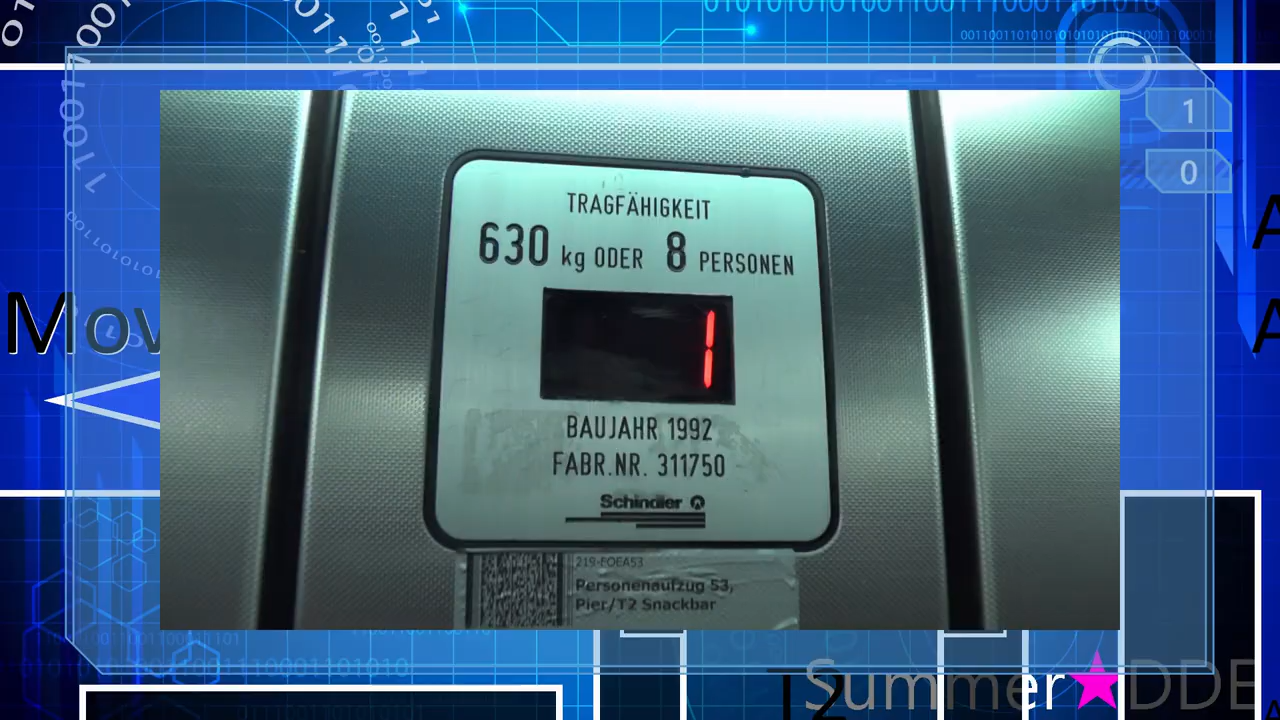 TRAGFÄHIGKEIT
630 kg ODER 8 PERSONEN
1
BAUJAHR 1992
FABR.NR. 311750
Schindler
219-EOEA53
Personenaufzug 53,
Pier/T2 Snackbar
1
0
Mov
Summer★DDE